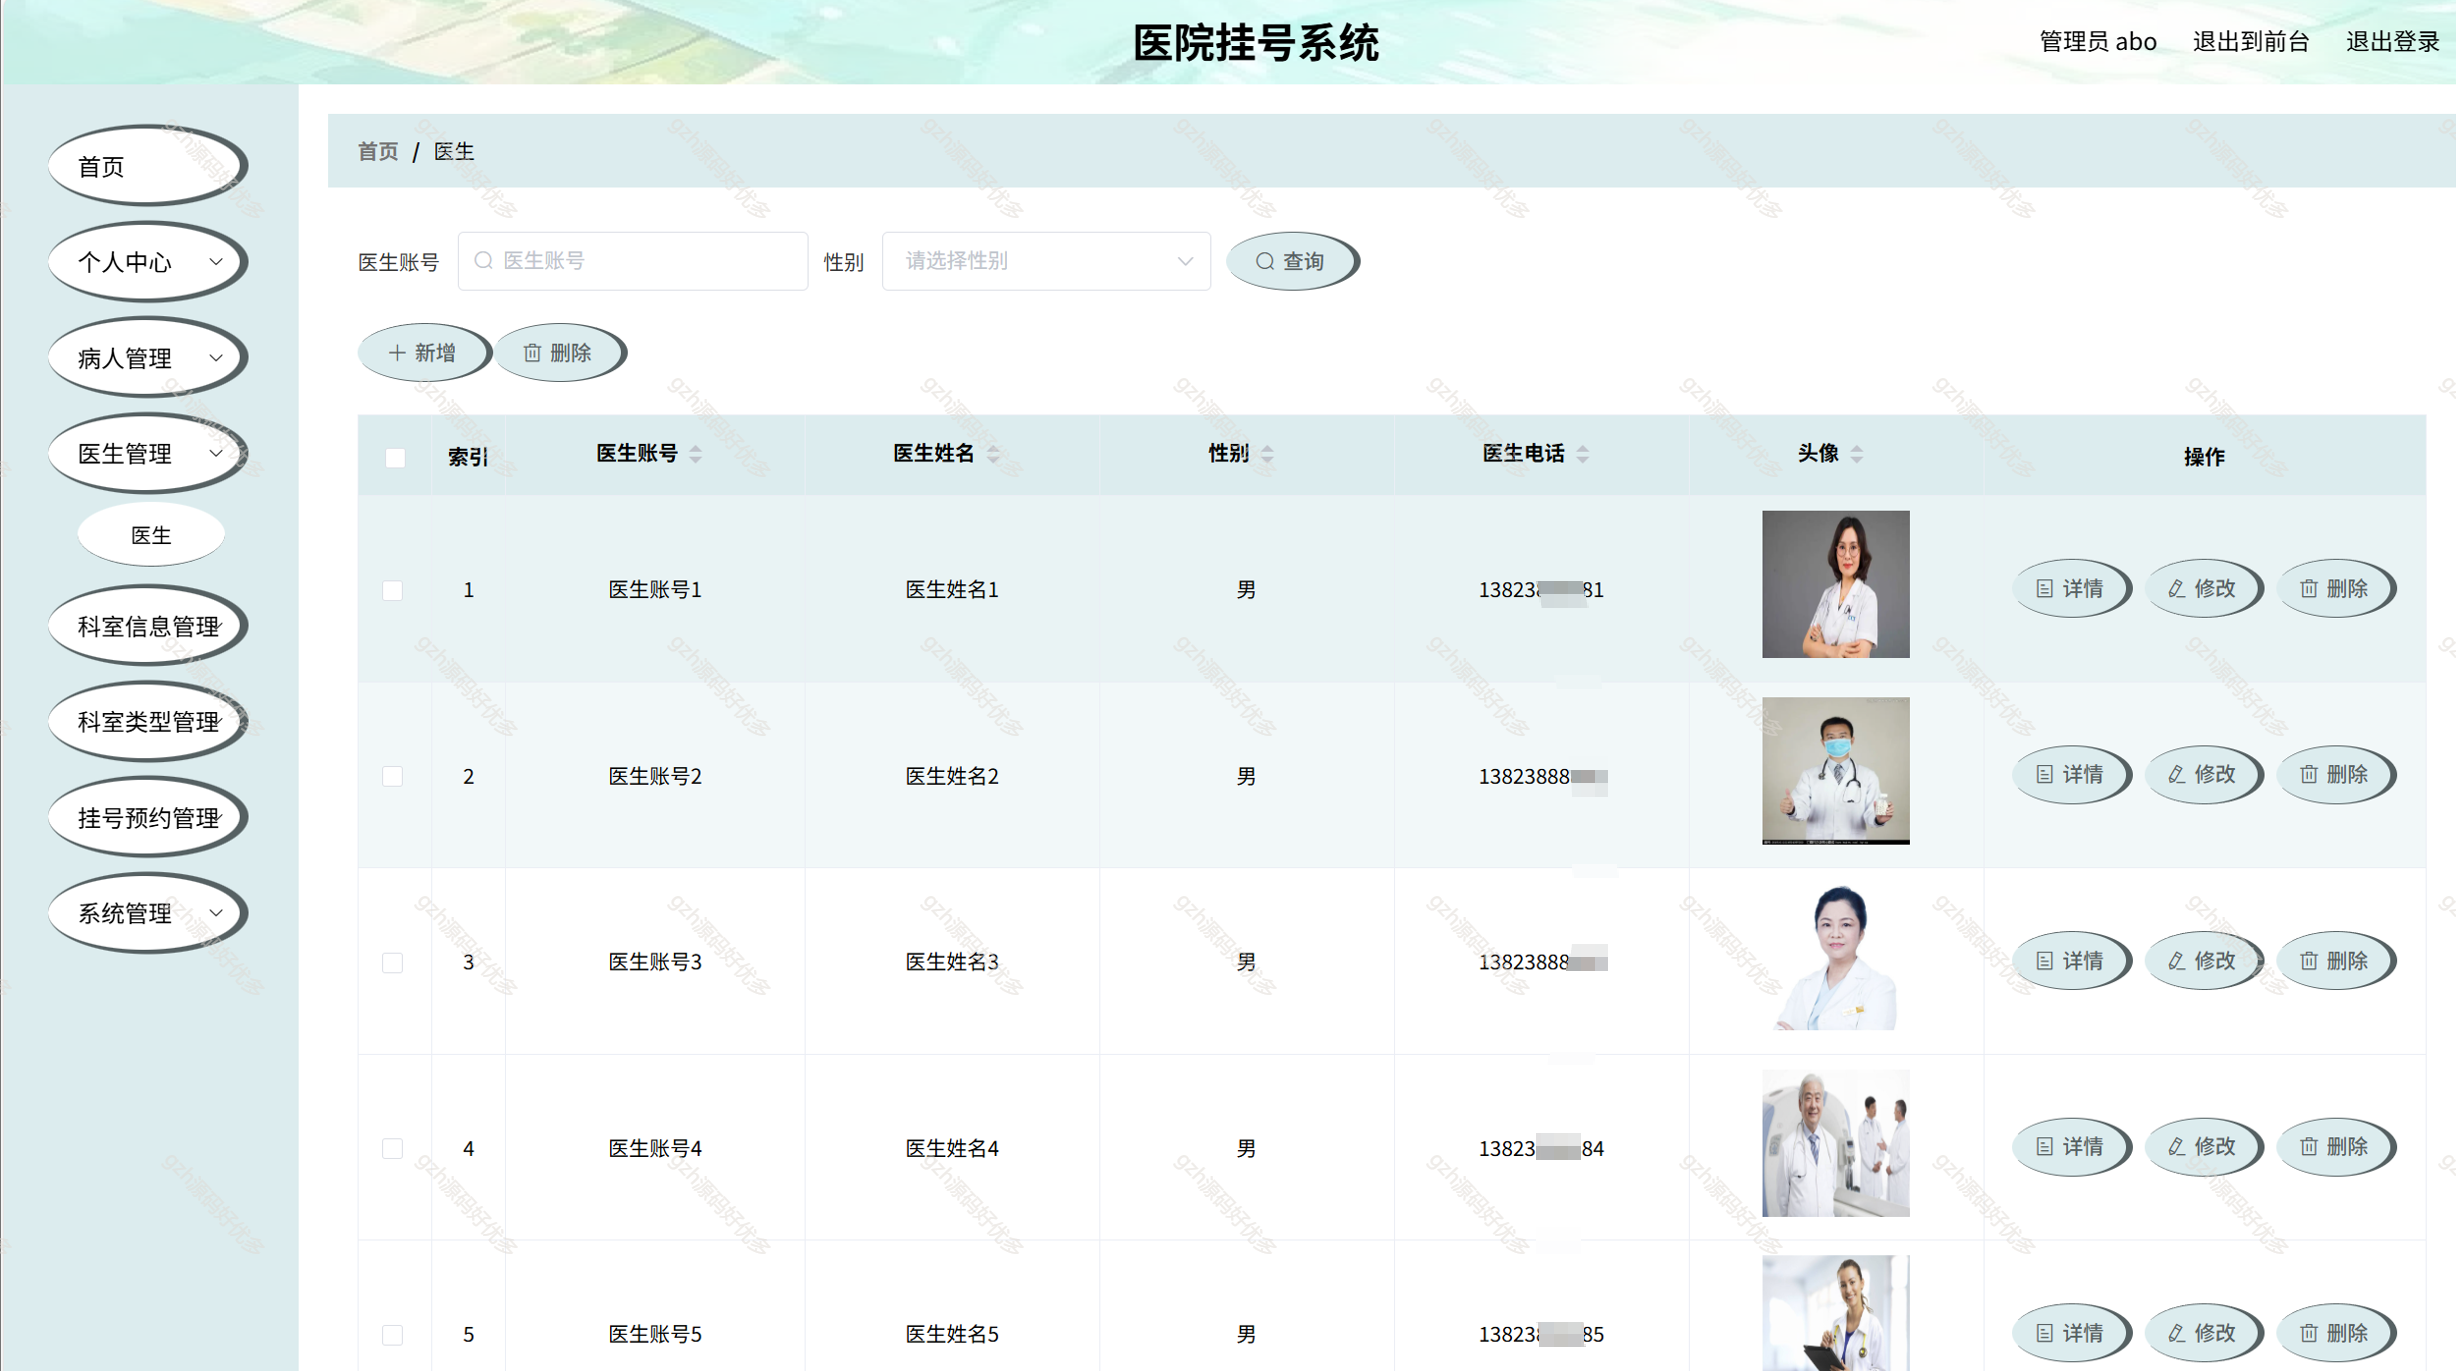 医院挂号系统
管理员 abo 退出到前台 退出登录
首页
个人中心
病人管理
医生管理
医生
科室信息管理
科室类型管理
挂号预约管理
系统管理
首页 / 医生
医生账号 医生账号 性别 请选择性别 查询
新增 删除
索引 医生账号 医生姓名 性别 医生电话 头像 操作
1 医生账号1 医生姓名1 男 13823 81 详情 修改 删除
2 医生账号2 医生姓名2 男 13823888 详情 修改 删除
3 医生账号3 医生姓名3 男 13823888 详情 修改 删除
4 医生账号4 医生姓名4 男 13823 84 详情 修改 删除
5 医生账号5 医生姓名5 男 13823 85 详情 修改 删除
gzh源码好优多